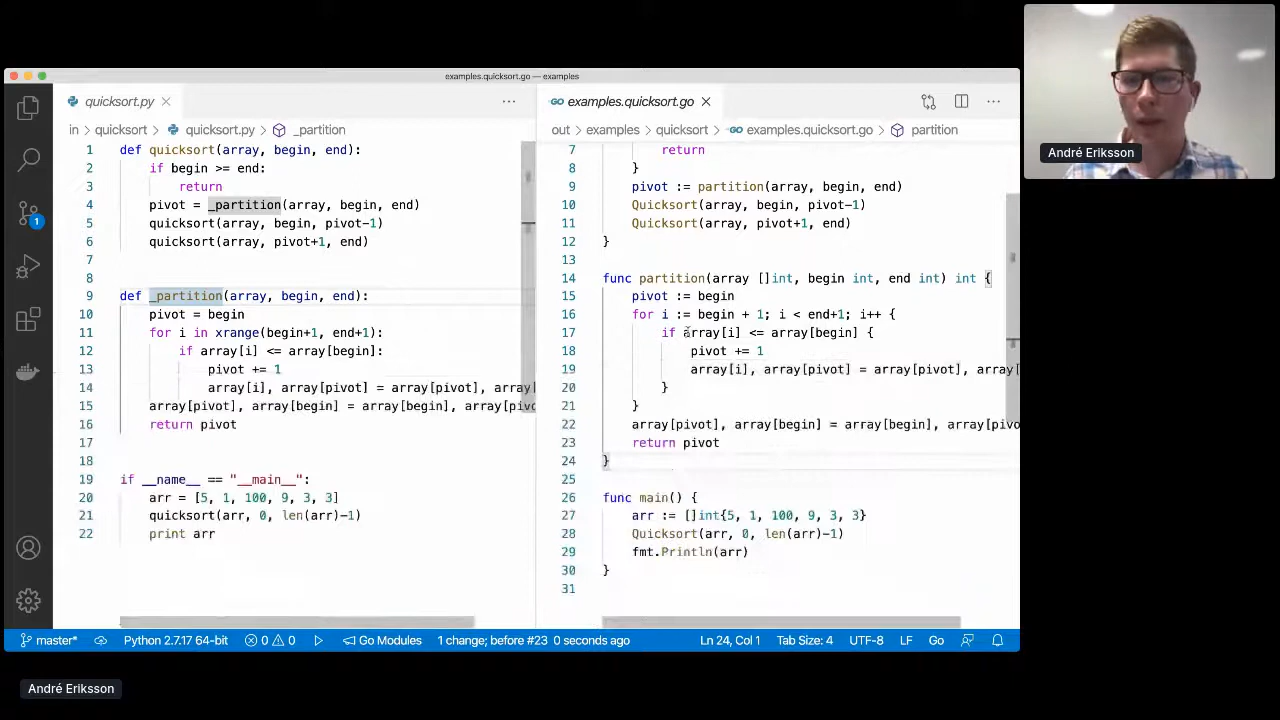 examples.quicksort.go — examples
quicksort.py
in quicksort quicksort.py _partition
1 def quicksort(array, begin, end):
2 if begin >= end:
3 return
4 pivot = _partition(array, begin, end)
5 quicksort(array, begin, pivot-1)
6 quicksort(array, pivot+1, end)
7
8
9 def _partition(array, begin, end):
10 pivot = begin
11 for i in xrange(begin+1, end+1):
12 if array[i] <= array[begin]:
13 pivot += 1
14 array[i], array[pivot] = array[pivot], array[
15 array[pivot], array[begin] = array[begin], array[pivo
16 return pivot
17
18
19 if __name__ == "__main__":
20 arr = [5, 1, 100, 9, 3, 3]
21 quicksort(arr, 0, len(arr)-1)
22 print arr
examples.quicksort.go
out examples quicksort examples.quicksort.go partition
7 return
8 }
9 pivot := partition(array, begin, end)
10 Quicksort(array, begin, pivot-1)
11 Quicksort(array, pivot+1, end)
12 }
13
14 func partition(array []int, begin int, end int) int {
15 pivot := begin
16 for i := begin + 1; i < end+1; i++ {
17 if array[i] <= array[begin] {
18 pivot += 1
19 array[i], array[pivot] = array[pivot], array[
20 }
21 }
22 array[pivot], array[begin] = array[begin], array[pivo
23 return pivot
24 }
25
26 func main() {
27 arr := []int{5, 1, 100, 9, 3, 3}
28 Quicksort(arr, 0, len(arr)-1)
29 fmt.Println(arr)
30 }
31
1
master* Python 2.7.17 64-bit 0 0 Go Modules 1 change; before #23 0 seconds ago Ln 24, Col 1 Tab Size: 4 UTF-8 LF Go
André Eriksson
André Eriksson